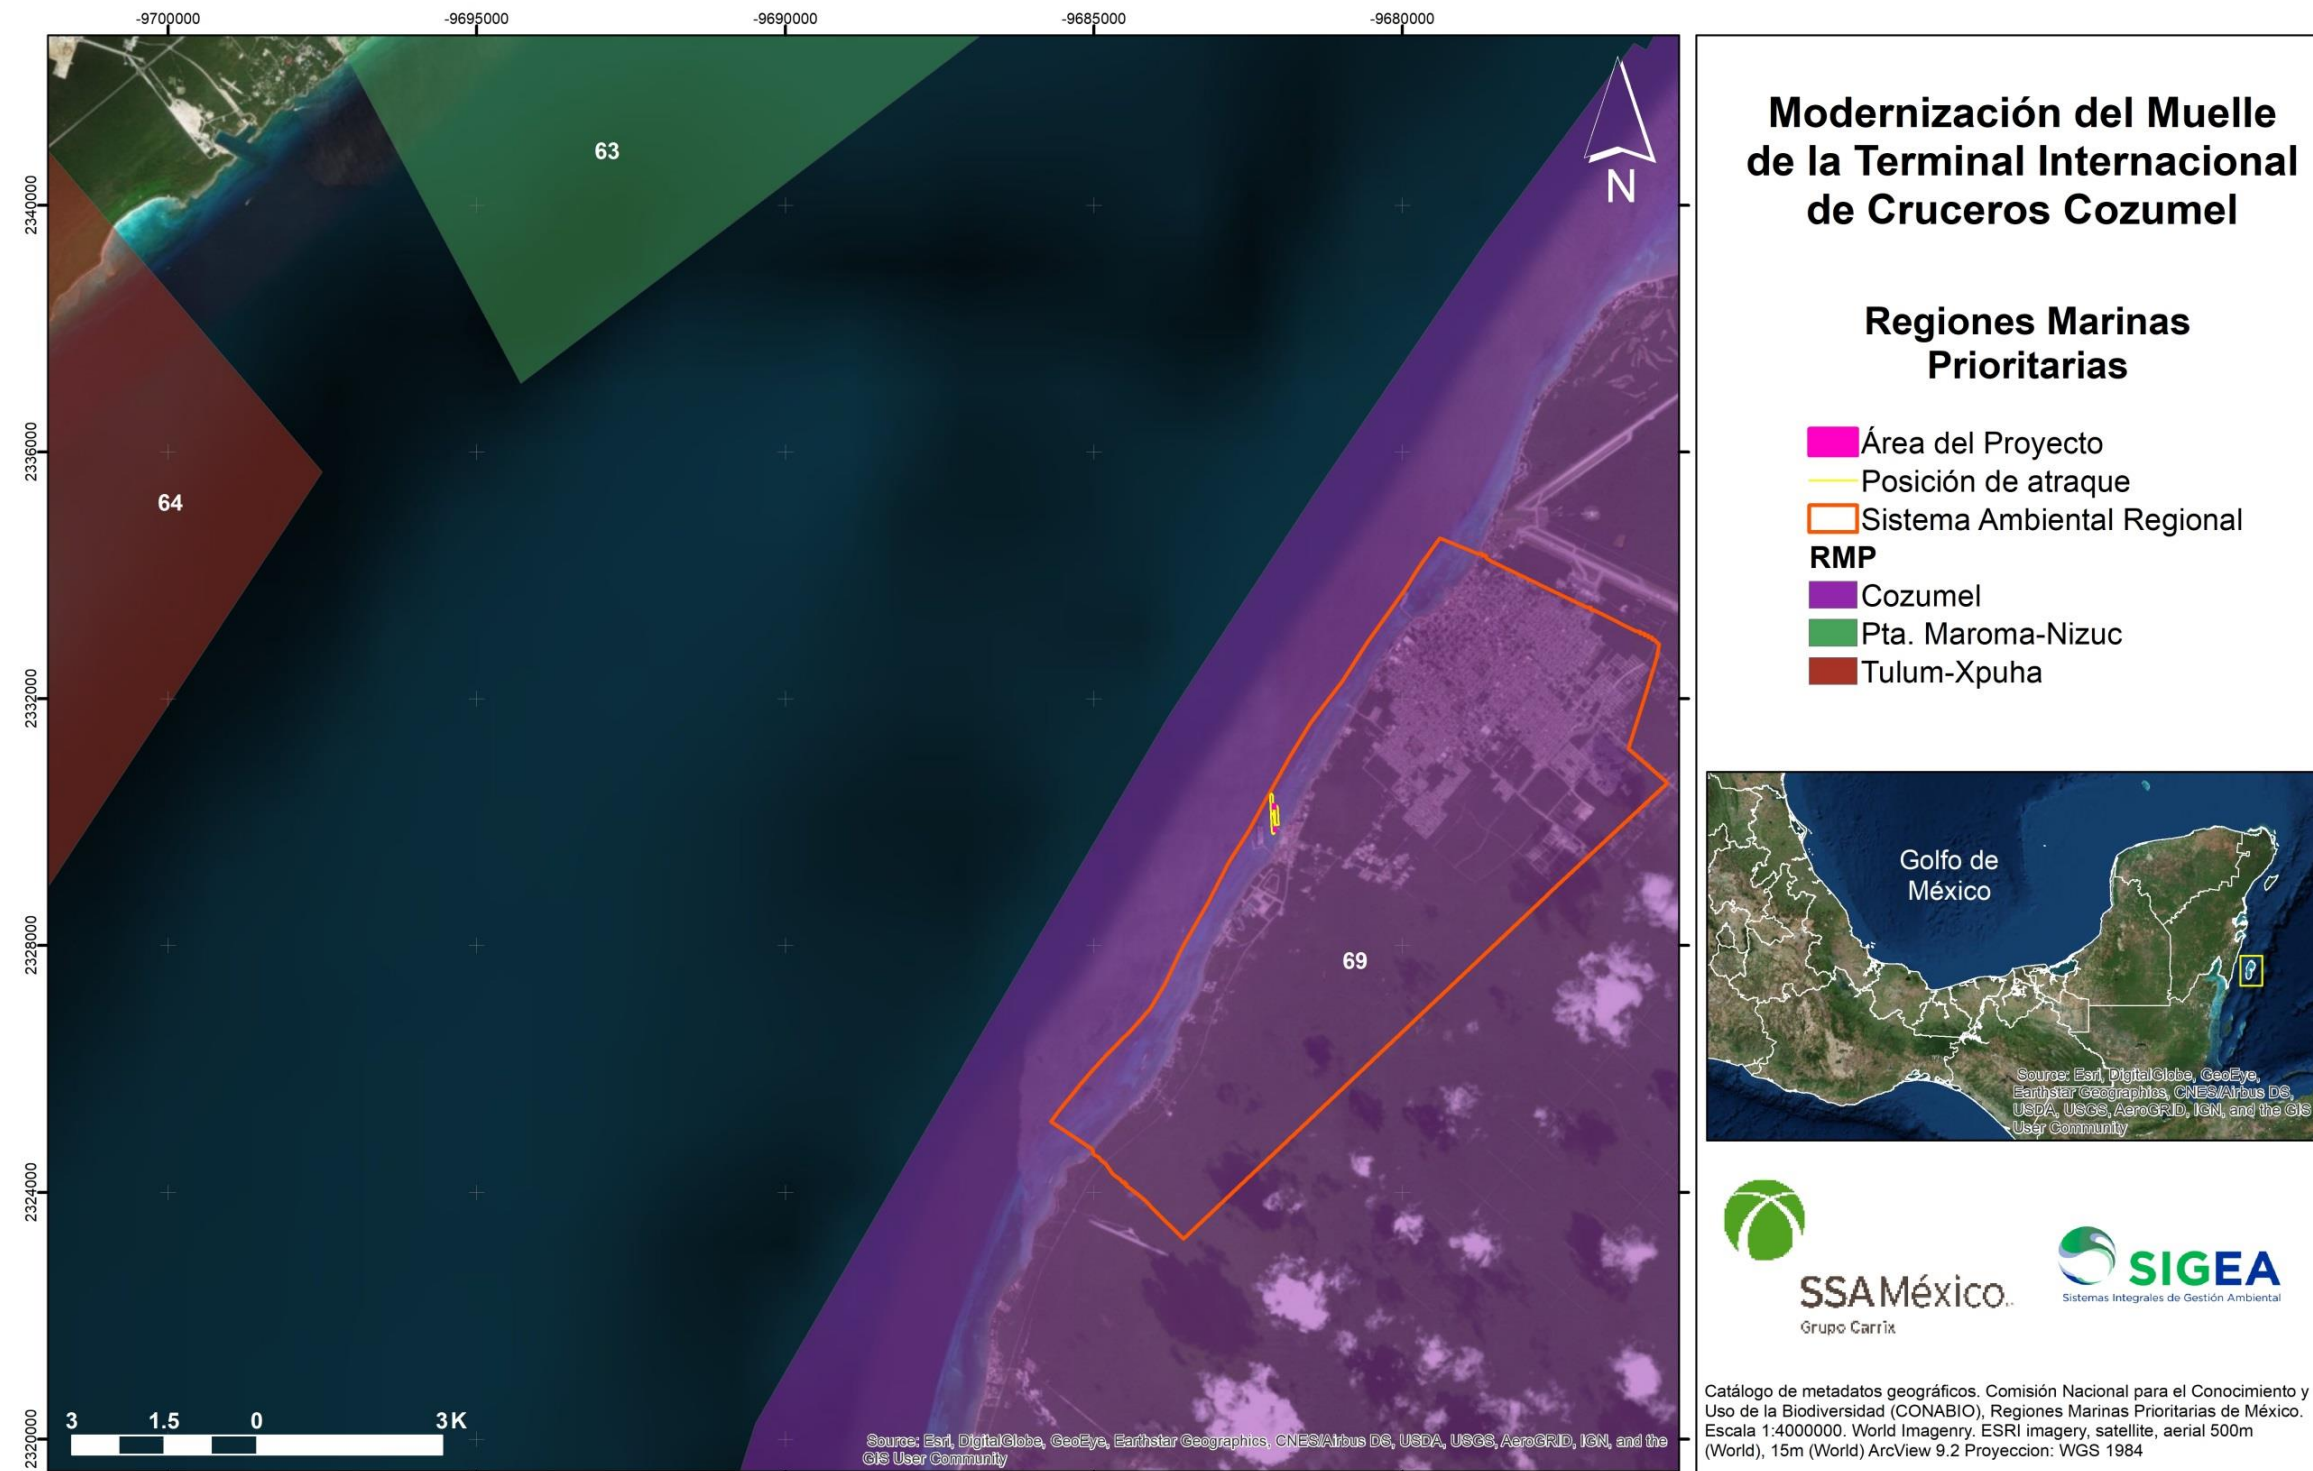 -9700000 -9695000 -9690000 -9685000 -9680000
2340000
2336000
2332000
2328000
2324000
2320000
63
64
69
N
3 1.5 0 3K
Source: Esri, DigitalGlobe, GeoEye, Earthstar Geographics, CNES/Airbus DS, USDA, USGS, AeroGRID, IGN, and the
GIS User Community
Modernización del Muelle
de la Terminal Internacional
de Cruceros Cozumel
Regiones Marinas
Prioritarias
Área del Proyecto
Posición de atraque
Sistema Ambiental Regional
RMP
Cozumel
Pta. Maroma-Nizuc
Tulum-Xpuha
Golfo de
México
Source: Esri, DigitalGlobe, GeoEye,
Earthstar Geographics, CNES/Airbus DS,
USDA, USGS, AeroGRID, IGN, and the GIS
User Community
SSA México
Grupo Carrix
SIGEA
Sistemas Integrales de Gestión Ambiental
Catálogo de metadatos geográficos. Comisión Nacional para el Conocimiento y
Uso de la Biodiversidad (CONABIO), Regiones Marinas Prioritarias de México.
Escala 1:4000000. World Imagenry. ESRI imagery, satellite, aerial 500m
(World), 15m (World) ArcView 9.2 Proyeccion: WGS 1984